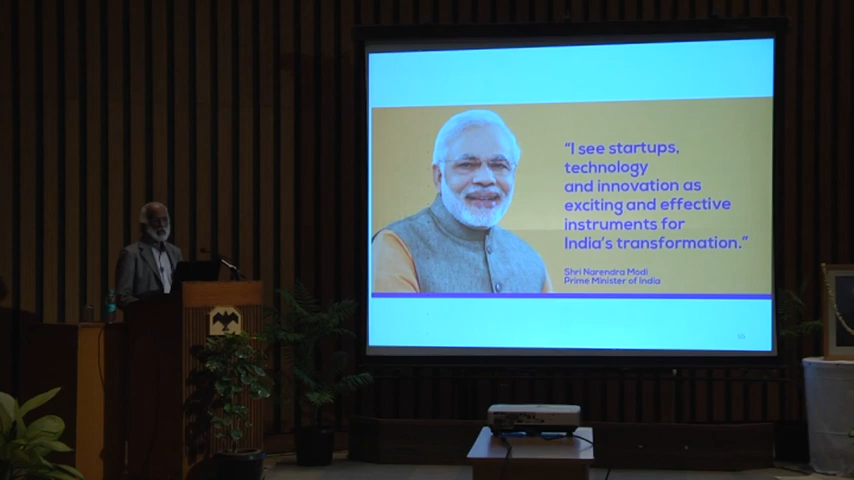 “I see startups,
technology
and innovation as
exciting and effective
instruments for
India’s transformation.”
Shri Narendra Modi
Prime Minister of India